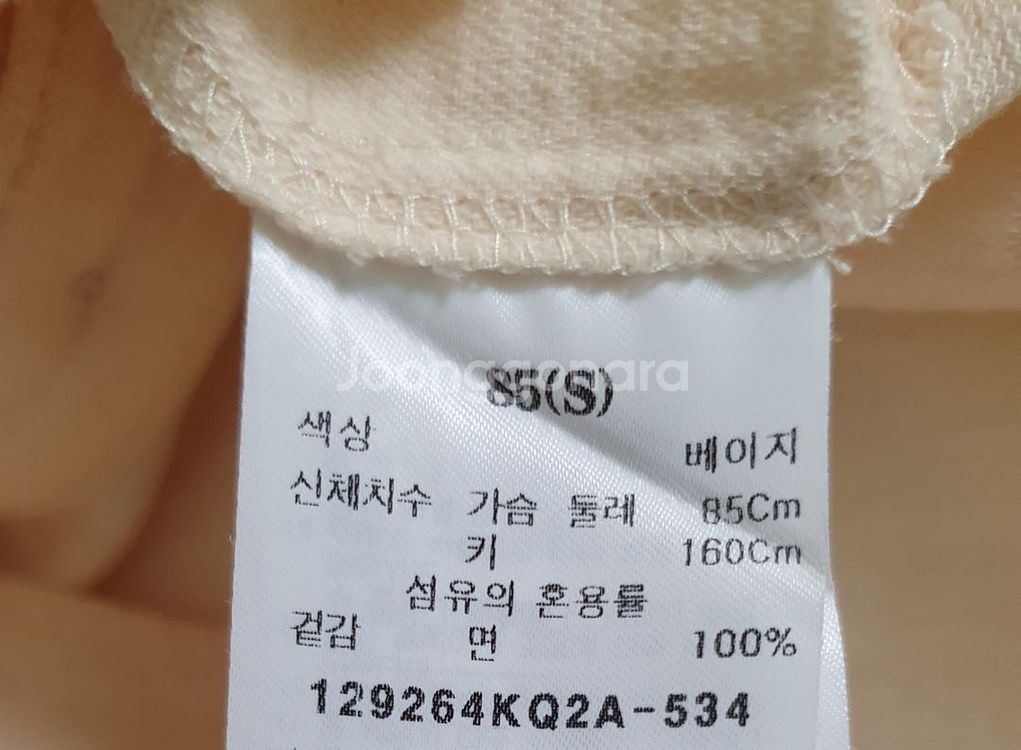 Joonggonara
85(S)
색상 베이지
신체치수 가슴 둘레 85Cm
키 160Cm
섬유의 혼용률
겉감 면 100%
129264KQ2A-534